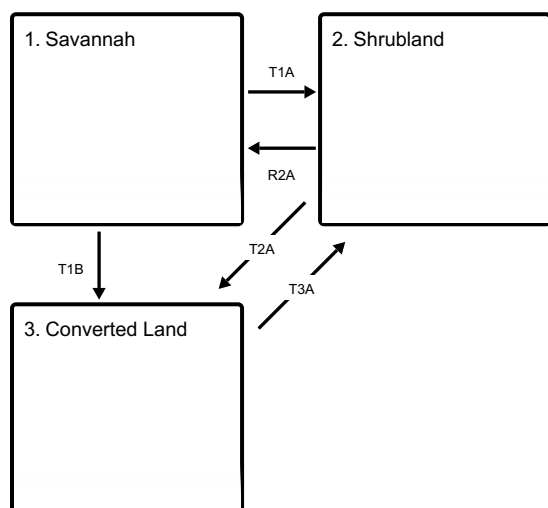 1. Savannah
2. Shrubland
T1A
R2A
T2A
T1B
T3A
3. Converted Land